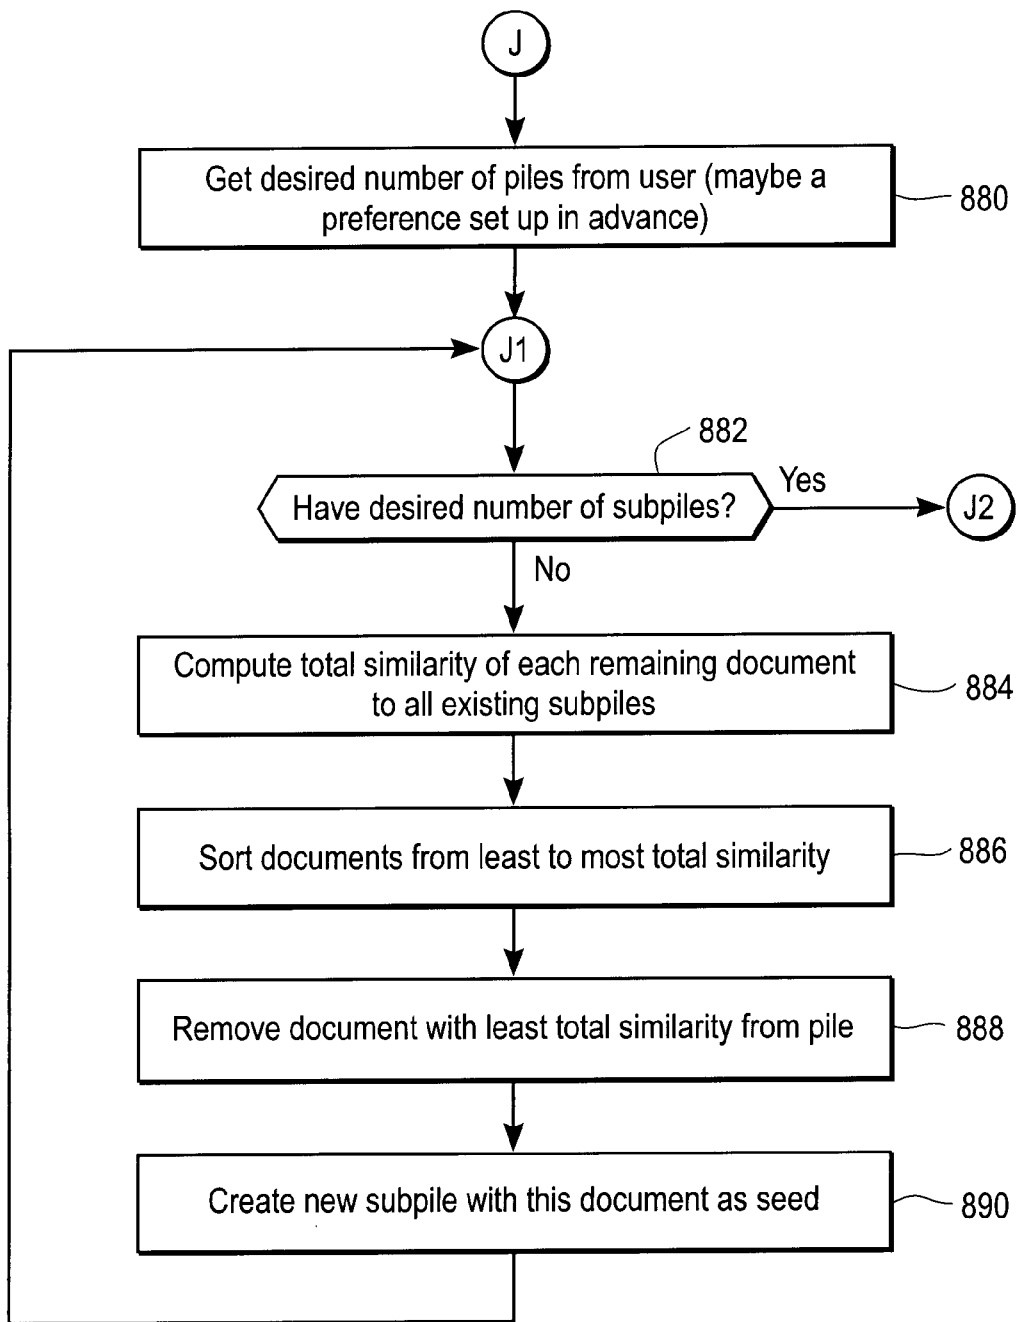 J
Get desired number of piles from user (maybe a
preference set up in advance)
880
J1
882
Have desired number of subpiles?
Yes
J2
No
Compute total similarity of each remaining document
to all existing subpiles
884
Sort documents from least to most total similarity
886
Remove document with least total similarity from pile
888
Create new subpile with this document as seed
890